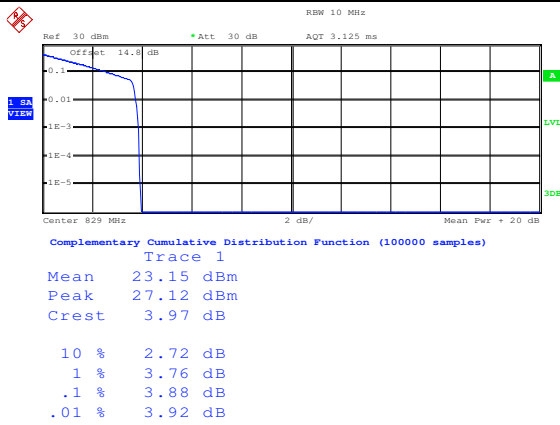 RBW 10 MHz
Ref 30 dBm * Att 30 dB AQT 3.125 ms
Offset 14.8 dB
0.1
A
1 SA
VIEW
0.01
1E-3
LVL
1E-4
1E-5
3DB
Center 829 MHz 2 dB/ Mean Pwr + 20 dB
Complementary Cumulative Distribution Function (100000 samples)
Trace 1
Mean 23.15 dBm
Peak 27.12 dBm
Crest 3.97 dB
10 % 2.72 dB
1 % 3.76 dB
.1 % 3.88 dB
.01 % 3.92 dB